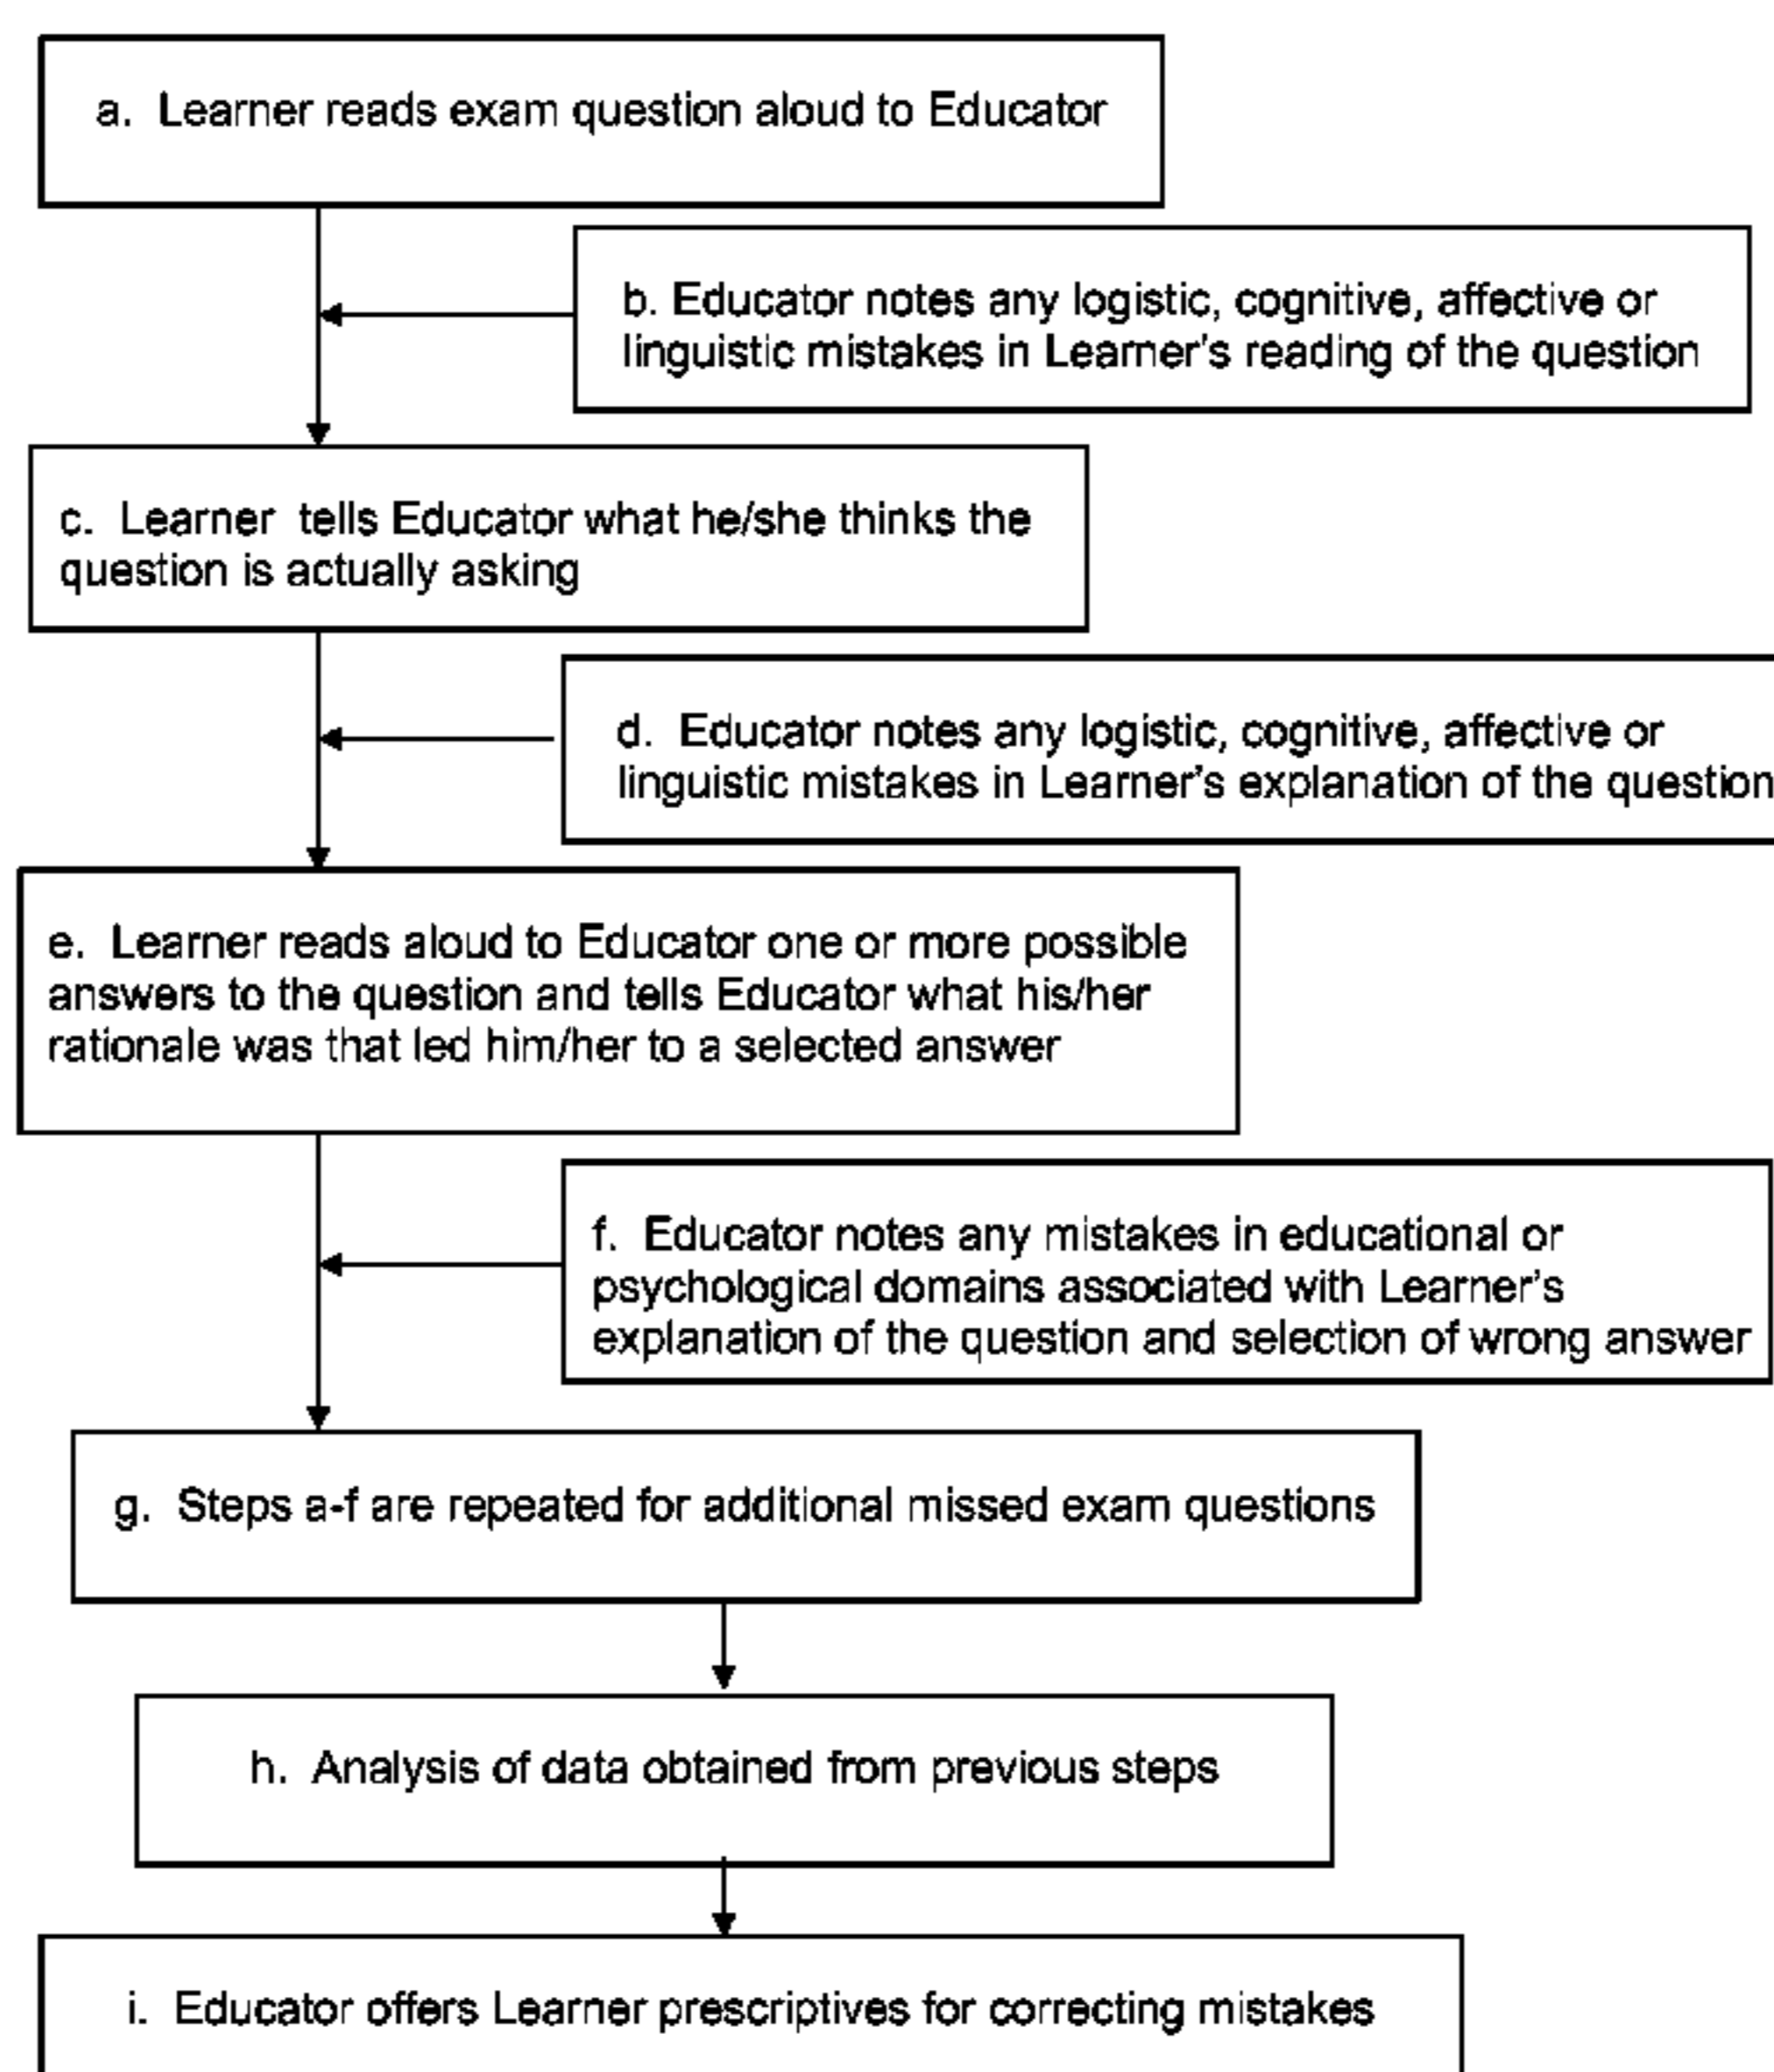 a. Learner reads exam question aloud to Educator
b. Educator notes any logistic, cognitive, affective or
linguistic mistakes in Learner's reading of the question
c. Learner tells Educator what he/she thinks the
question is actually asking
d. Educator notes any logistic, cognitive, affective or
linguistic mistakes in Learner's explanation of the question
e. Learner reads aloud to Educator one or more possible
answers to the question and tells Educator what his/her
rationale was that led him/her to a selected answer
f. Educator notes any mistakes in educational or
psychological domains associated with Learner's
explanation of the question and selection of wrong answer
g. Steps a-f are repeated for additional missed exam questions
h. Analysis of data obtained from previous steps
i. Educator offers Learner prescriptives for correcting mistakes